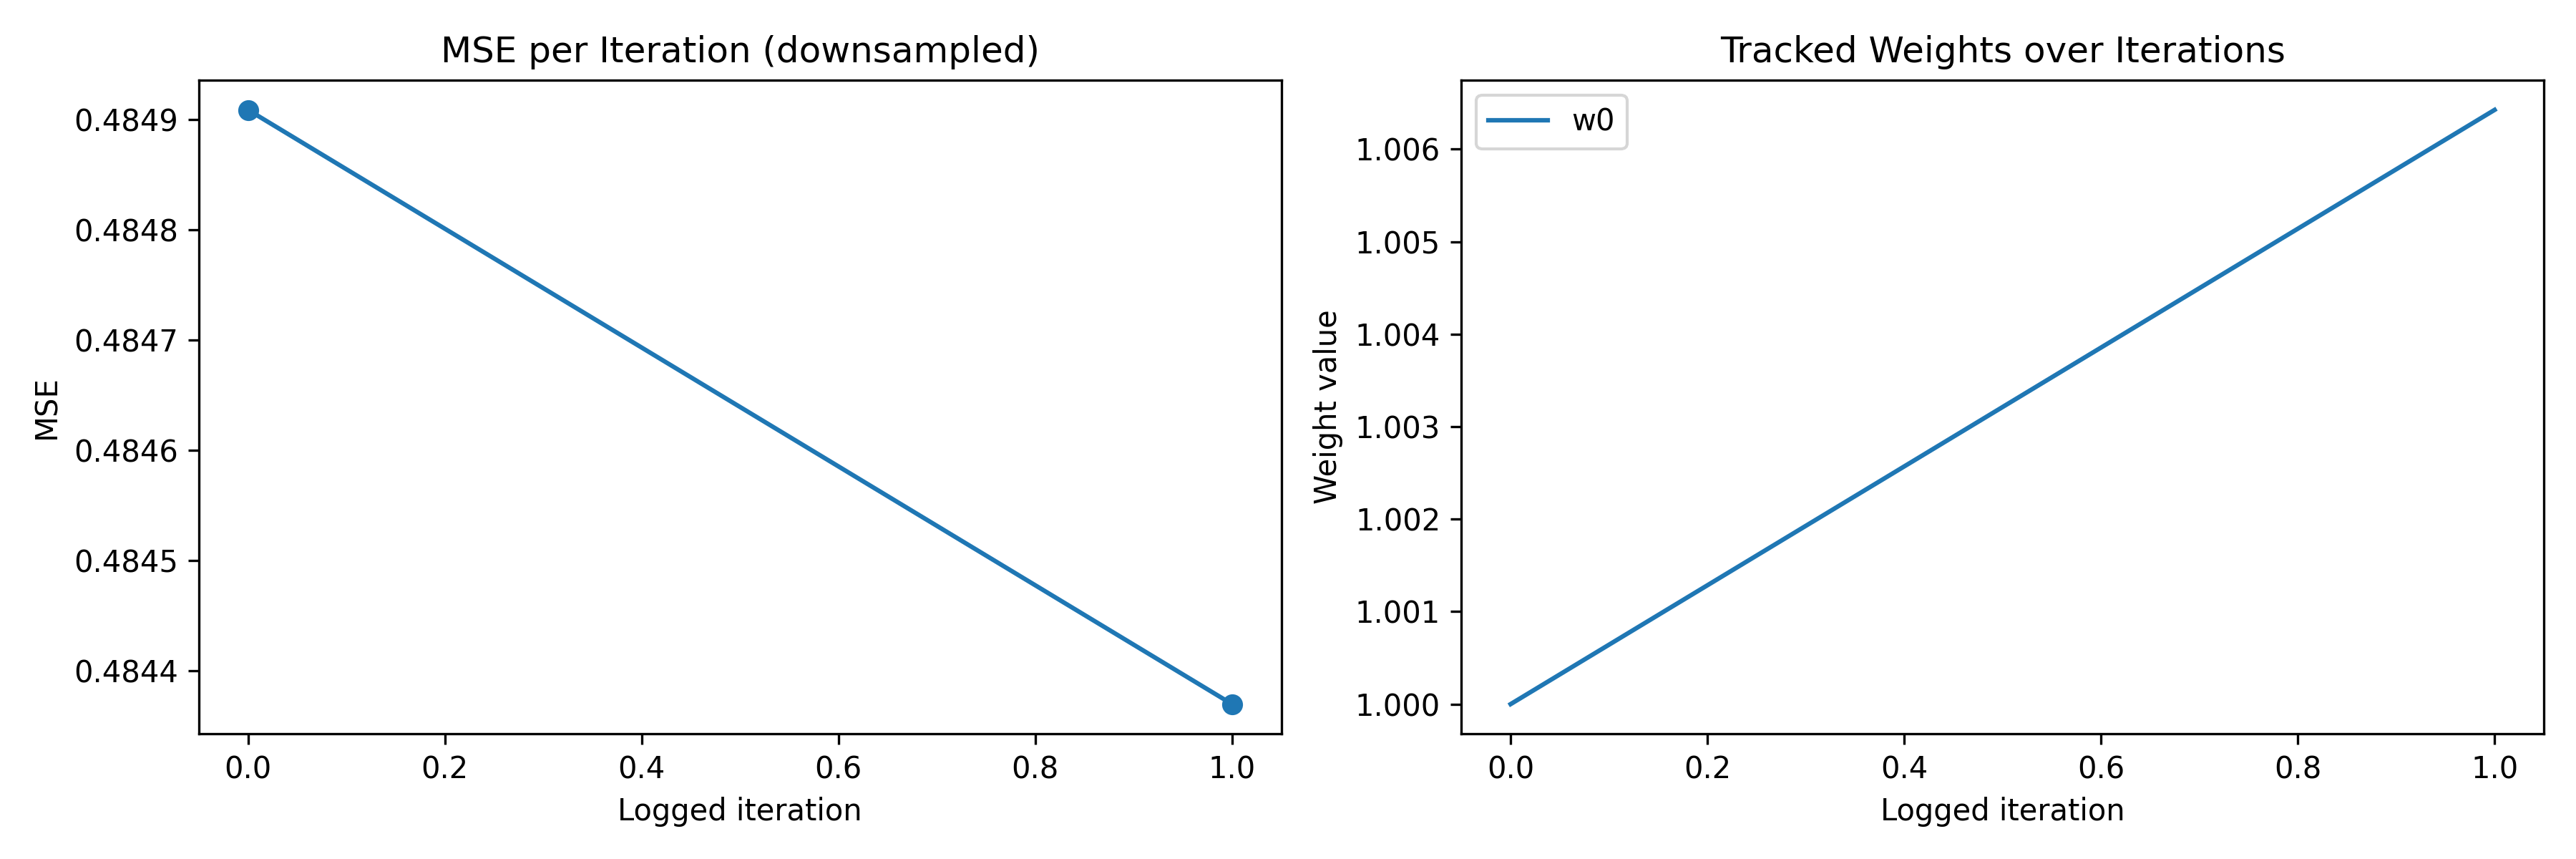 MSE per Iteration (downsampled)
MSE
0.4849
0.4848
0.4847
0.4846
0.4845
0.4844
0.0 0.2 0.4 0.6 0.8 1.0
Logged iteration
Tracked Weights over Iterations
w0
Weight value
1.006
1.005
1.004
1.003
1.002
1.001
1.000
0.0 0.2 0.4 0.6 0.8 1.0
Logged iteration